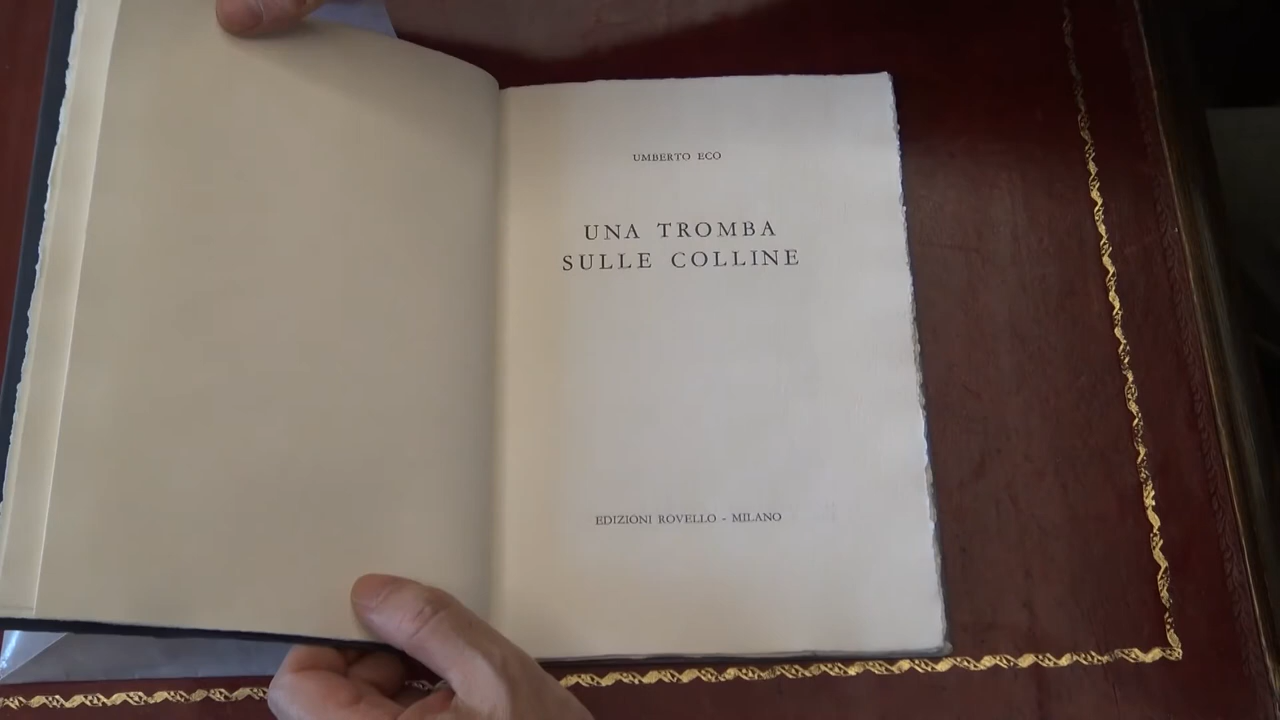 UMBERTO ECO
UNA TROMBA
SULLE COLLINE
EDIZIONI ROVELLO - MILANO